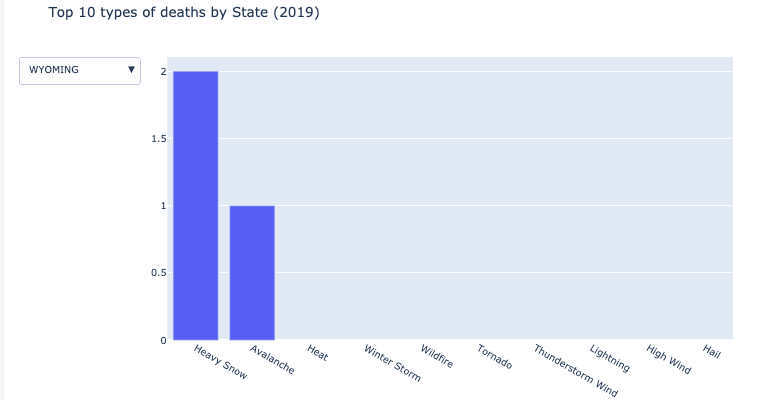 Top 10 types of deaths by State (2019)
WYOMING ▼
2
1.5
1
0.5
0
Heavy Snow
Avalanche
Heat
Winter Storm
Wildfire
Tornado
Thunderstorm Wind
Lightning
High Wind
Hail